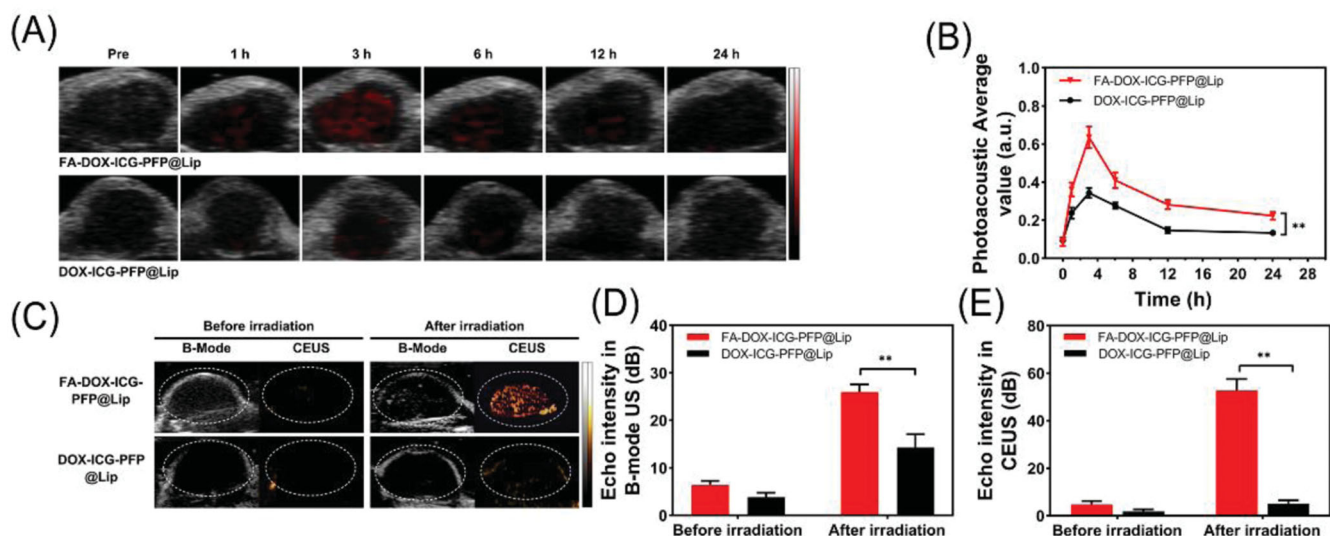 (A)
Pre 1 h 3 h 6 h 12 h 24 h
FA-DOX-ICG-PFP@Lip
DOX-ICG-PFP@Lip
(B)
FA-DOX-ICG-PFP@Lip
DOX-ICG-PFP@Lip
Photoacoustic Average
value (a.u.)
1.0
0.8
0.6
0.4
0.2
0.0
**
0 4 8 12 16 20 24 28
Time (h)
(C)
Before irradiation After irradiation
B-Mode CEUS B-Mode CEUS
FA-DOX-ICG-
PFP@Lip
DOX-ICG-PFP
@Lip
(D)
FA-DOX-ICG-PFP@Lip
DOX-ICG-PFP@Lip
Echo intensity in
B-mode US (dB)
40
30
20
10
0
**
Before irradiation After irradiation
(E)
FA-DOX-ICG-PFP@Lip
DOX-ICG-PFP@Lip
Echo intensity in
CEUS (dB)
80
60
40
20
0
**
Before irradiation After irradiation